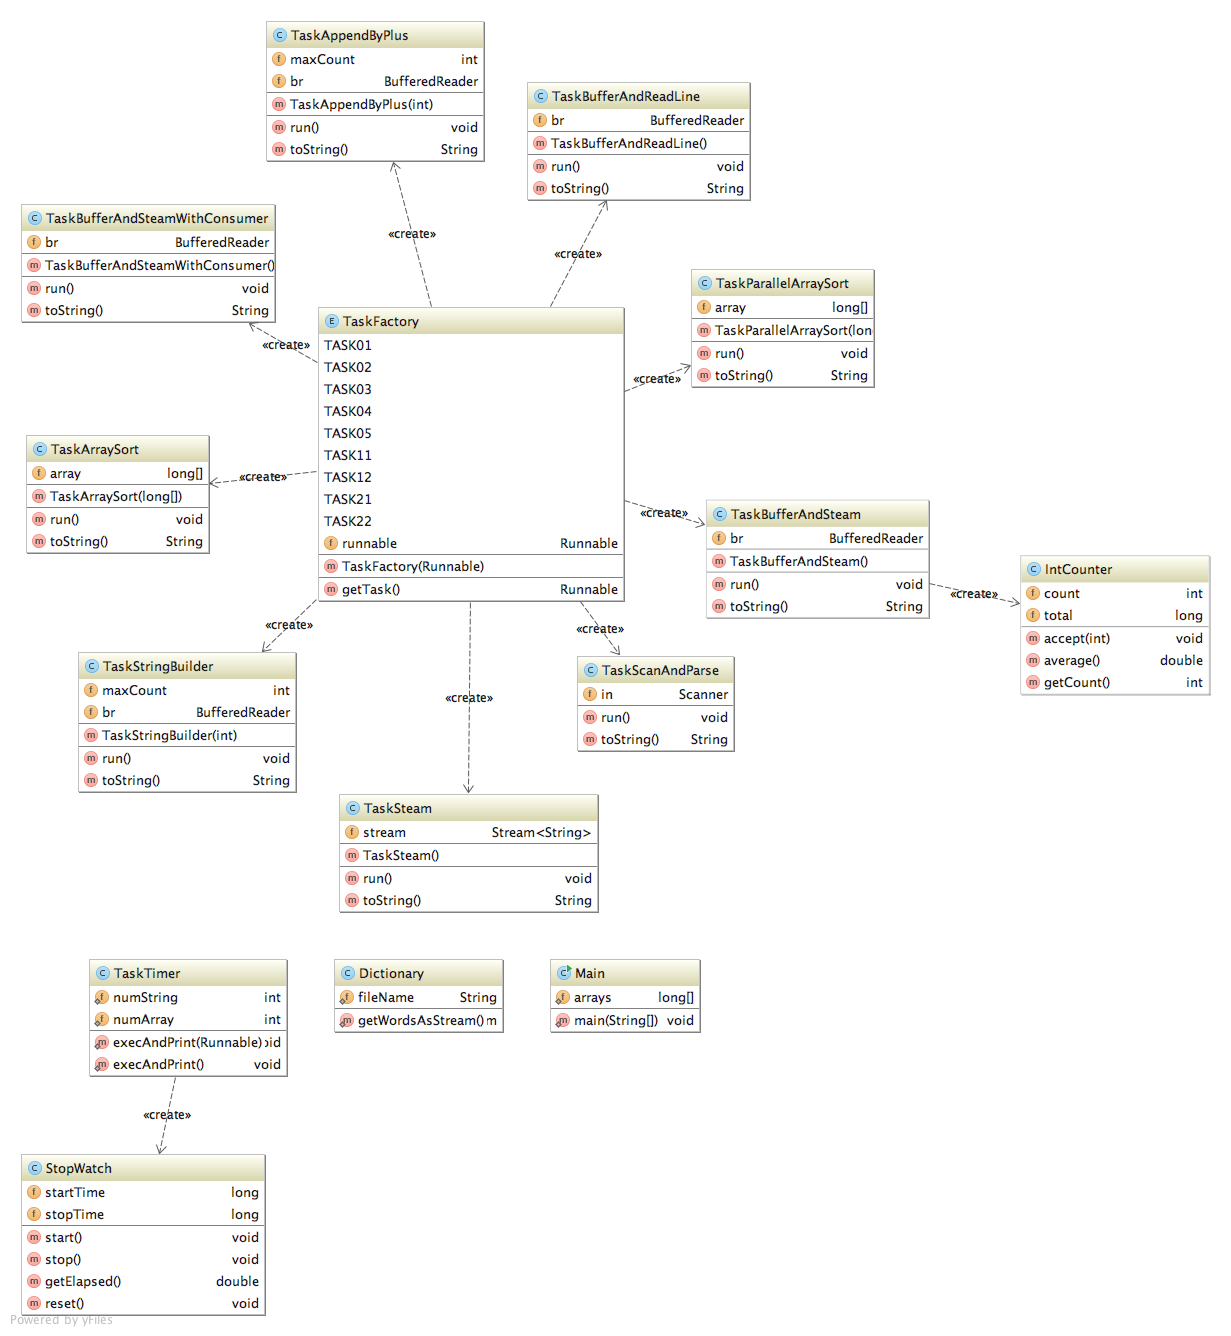 TaskAppendByPlus
maxCount int
br BufferedReader
TaskAppendByPlus(int)
run() void
toString() String
TaskBufferAndReadLine
br BufferedReader
TaskBufferAndReadLine()
run() void
toString() String
«create»
«create»
TaskBufferAndSteamWithConsumer
br BufferedReader
TaskBufferAndSteamWithConsumer()
run() void
toString() String
«create»
TaskParallelArraySort
array long[]
TaskParallelArraySort(lon
run() void
toString() String
«create»
TaskFactory
TASK01
TASK02
TASK03
TASK04
TASK05
TASK11
TASK12
TASK21
TASK22
runnable Runnable
TaskFactory(Runnable)
getTask() Runnable
TaskArraySort
array long[]
TaskArraySort(long[])
run() void
toString() String
«create»
«create»
TaskBufferAndSteam
br BufferedReader
TaskBufferAndSteam()
run() void
toString() String
«create»
IntCounter
count int
total long
accept(int) void
average() double
getCount() int
«create»
«create»
TaskStringBuilder
maxCount int
br BufferedReader
TaskStringBuilder(int)
run() void
toString() String
«create»
TaskScanAndParse
in Scanner
run() void
toString() String
TaskSteam
stream Stream<String>
TaskSteam()
run() void
toString() String
TaskTimer
numString int
numArray int
execAndPrint(Runnable) oid
execAndPrint() void
Dictionary
fileName String
getWordsAsStream() m
Main
arrays long[]
main(String[]) void
«create»
StopWatch
startTime long
stopTime long
start() void
stop() void
getElapsed() double
reset() void
Powered by yFiles